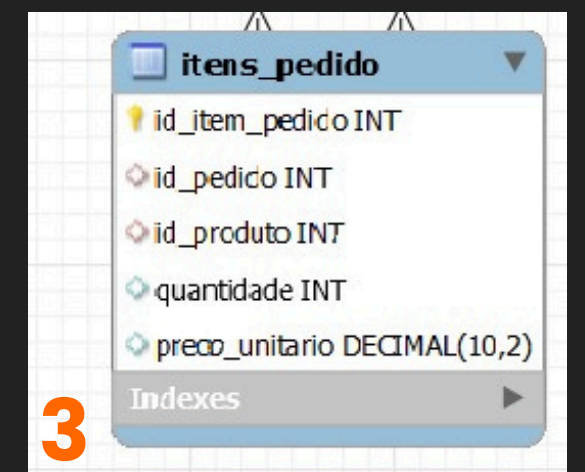 itens_pedido
id_item_pedido INT
id_pedido INT
id_produto INT
quantidade INT
preco_unitario DECIMAL(10,2)
Indexes
3